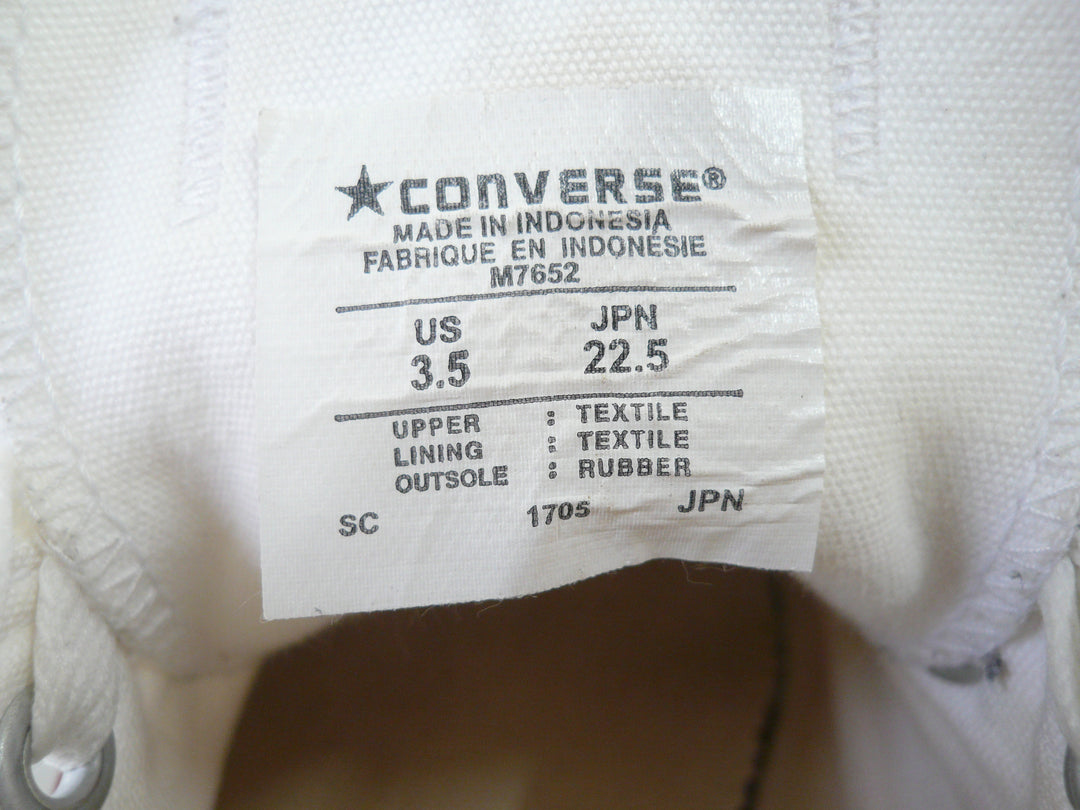 ★CONVERSE®
MADE IN INDONESIA
FABRIQUE EN INDONÉSIE
M7652
US JPN
3.5 22.5
UPPER : TEXTILE
LINING : TEXTILE
OUTSOLE : RUBBER
SC 1705 JPN